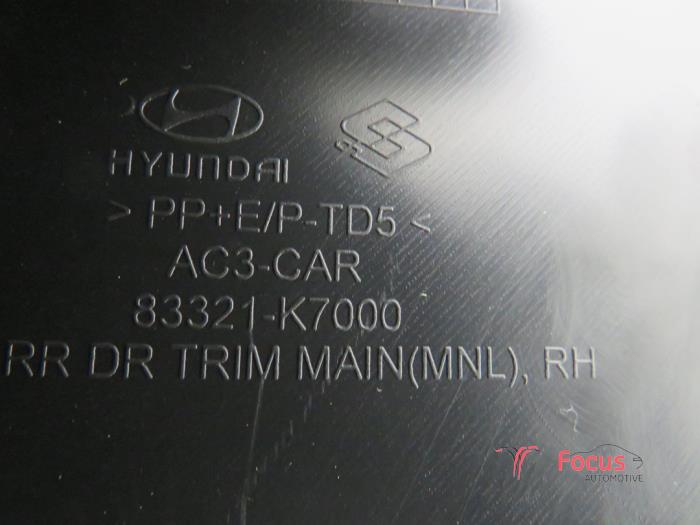 HYUNDAI
> PP+E/P-TD5 <
AC3-CAR
83321-K7000
RR DR TRIM MAIN(MNL), RH
Focus
AUTOMOTIVE